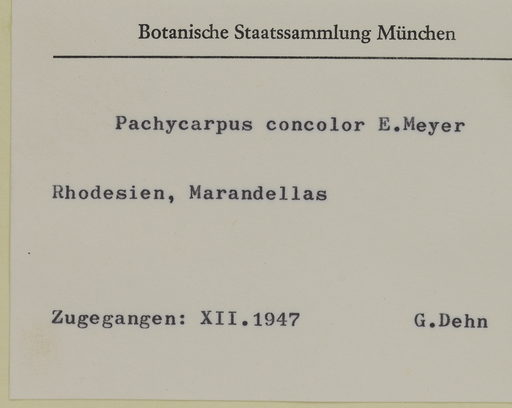 Botanische Staatssammlung München
Pachycarpus concolor E.Meyer
Rhodesien, Marandellas
Zugegangen: XII.1947 G.Dehn